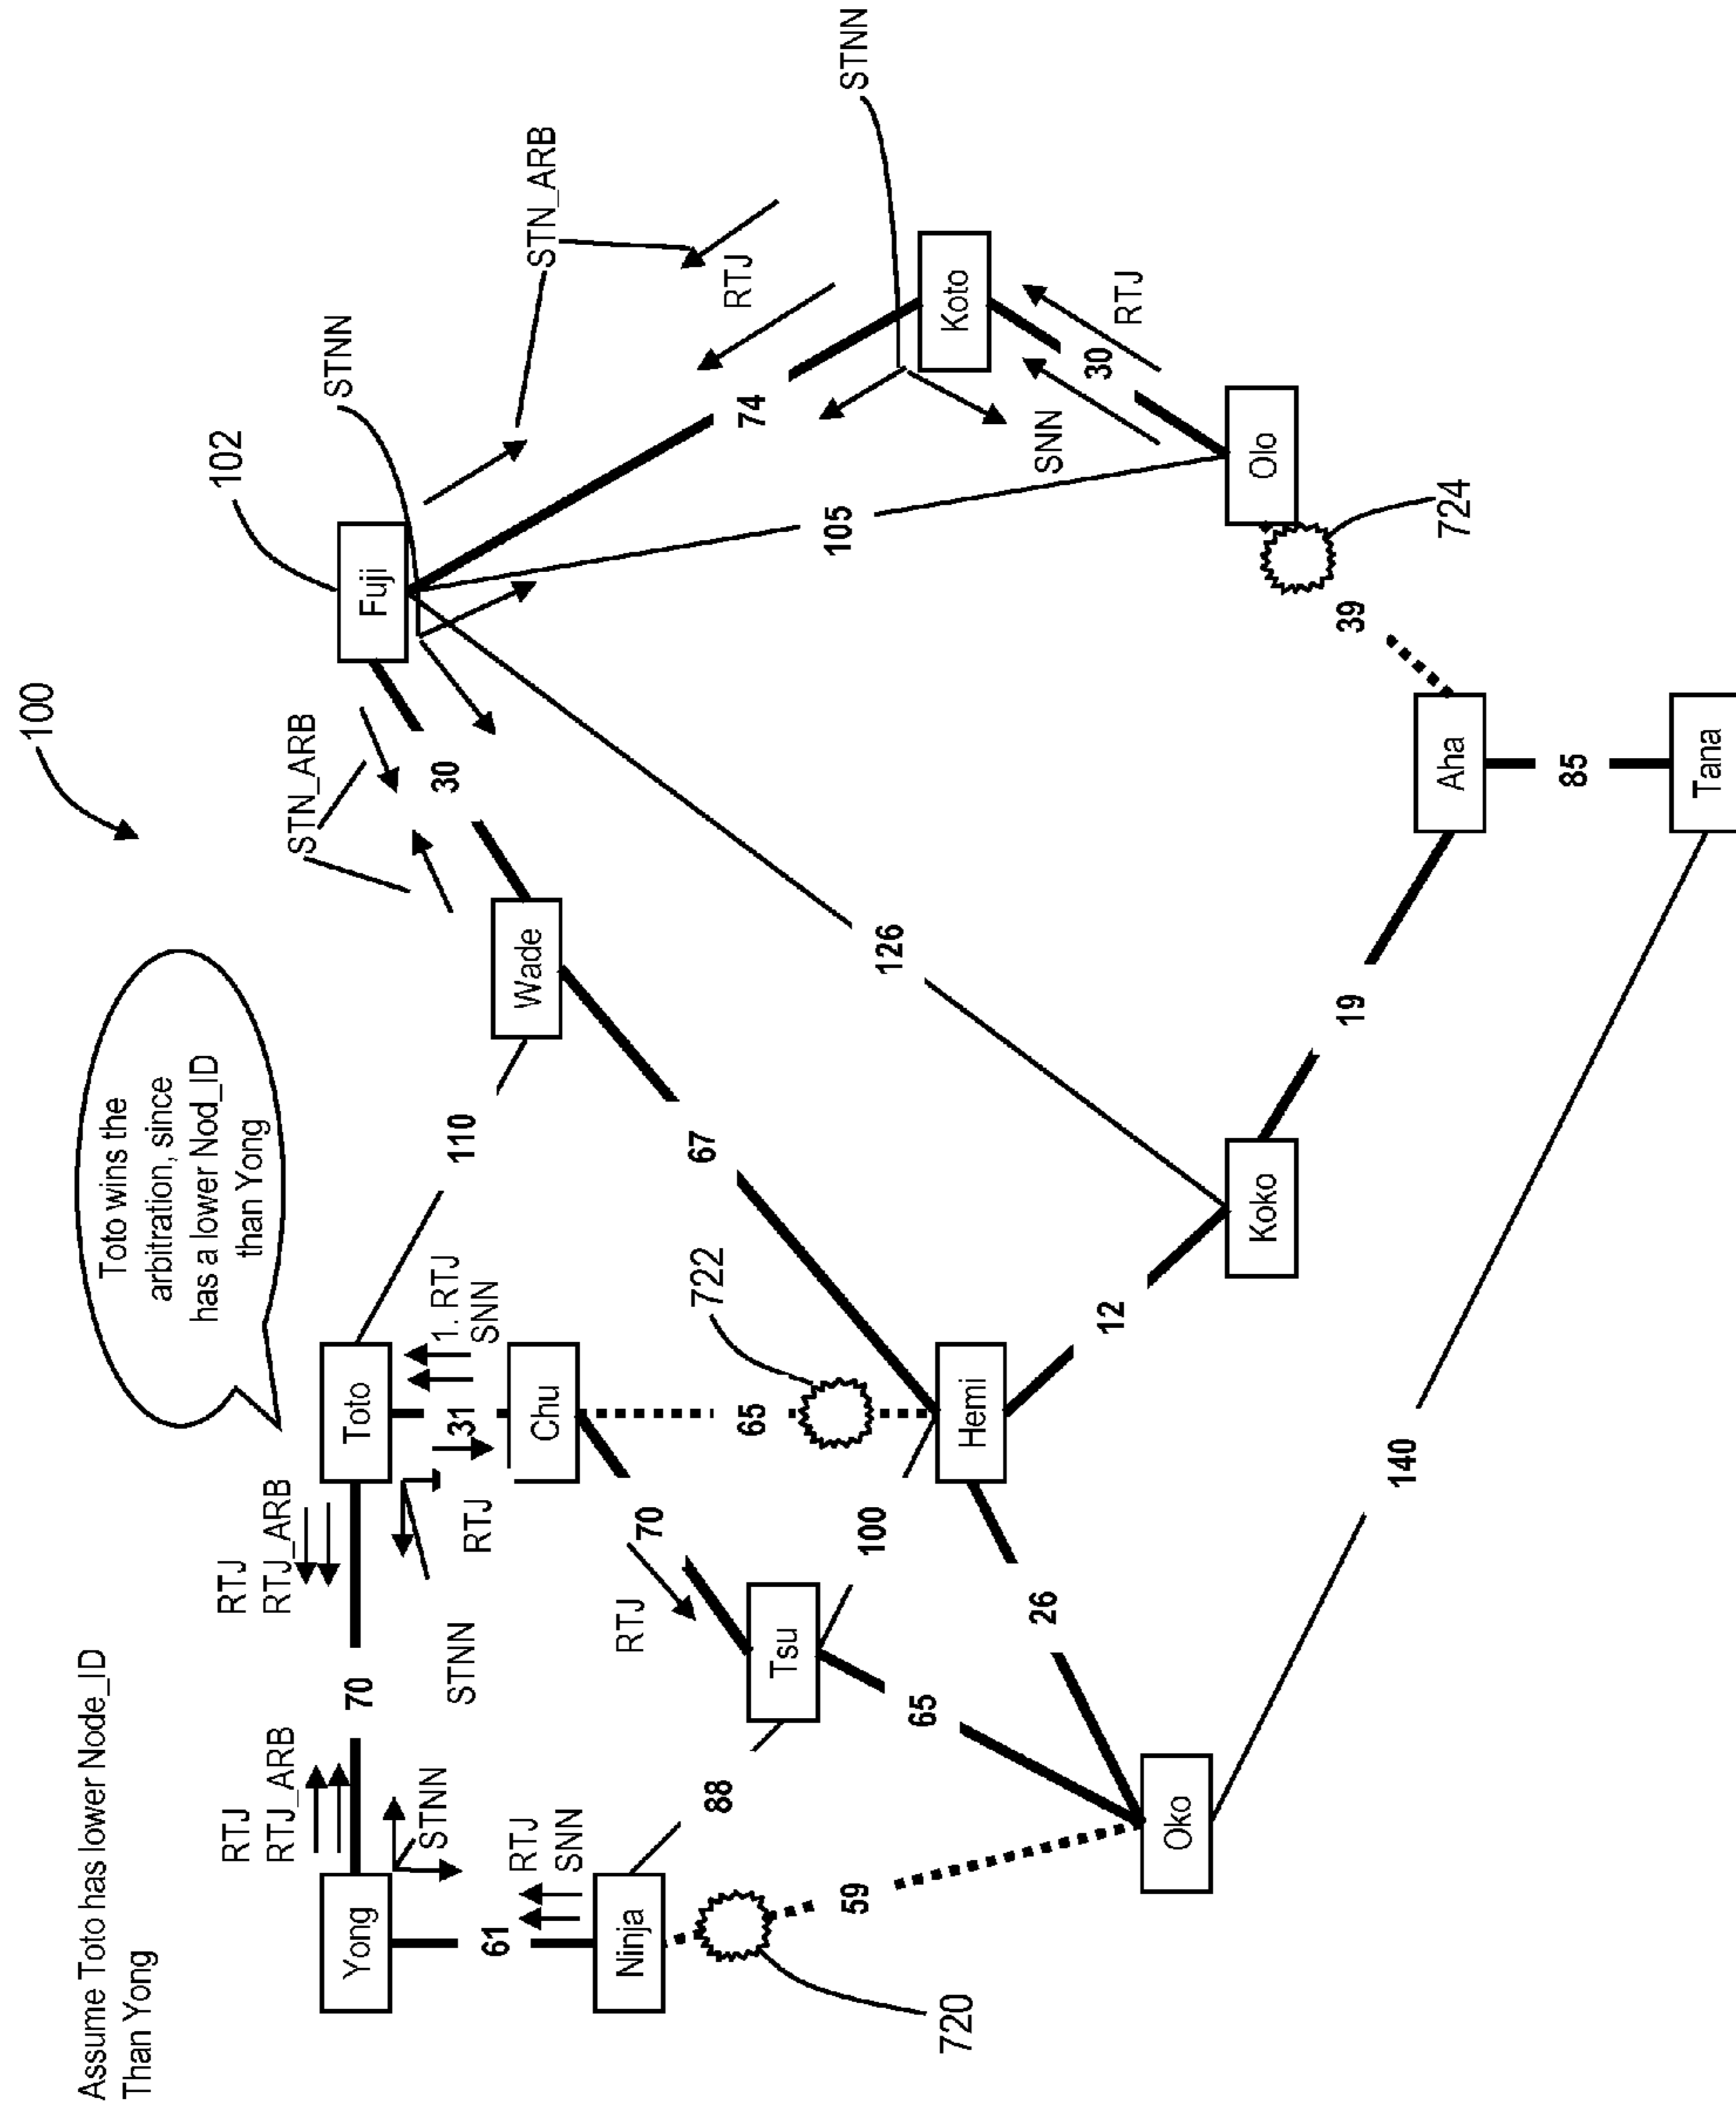 Assume Toto has lower Node_ID
Than Yong
Toto wins the
arbitration, since
has a lower Nod_ID
than Yong
100
102
RTJ
RTJ_ARB
RTJ
RTJ_ARB
Yong
70
Toto
110
STN_ARB
30
Fuji
STNN
STNN
STNN
61
RTJ
SNN
RTJ
31
1. RTJ
SNN
Wade
STN_ARB
Ninja
Chu
RTJ
70
67
74
RTJ
STNN
720
88
Tsu
65
722
126
105
Koto
59
65
100
Hemi
SNN
30
RTJ
26
12
Oko
Koko
Olo
39
724
140
19
Aha
85
Tana